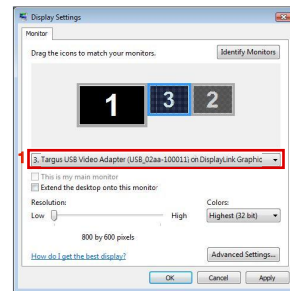 Display Settings
Monitor
Drag the icons to match your monitors.
Identify Monitors
1
3
2
1
3. Targus USB Video Adapter (USB_02aa-100011) on DisplayLink Graphic
This is my main monitor
Extend the desktop onto this monitor
Resolution:
Colors:
Low
High
Highest (32 bit)
800 by 600 pixels
How do I get the best display?
Advanced Settings...
OK
Cancel
Apply